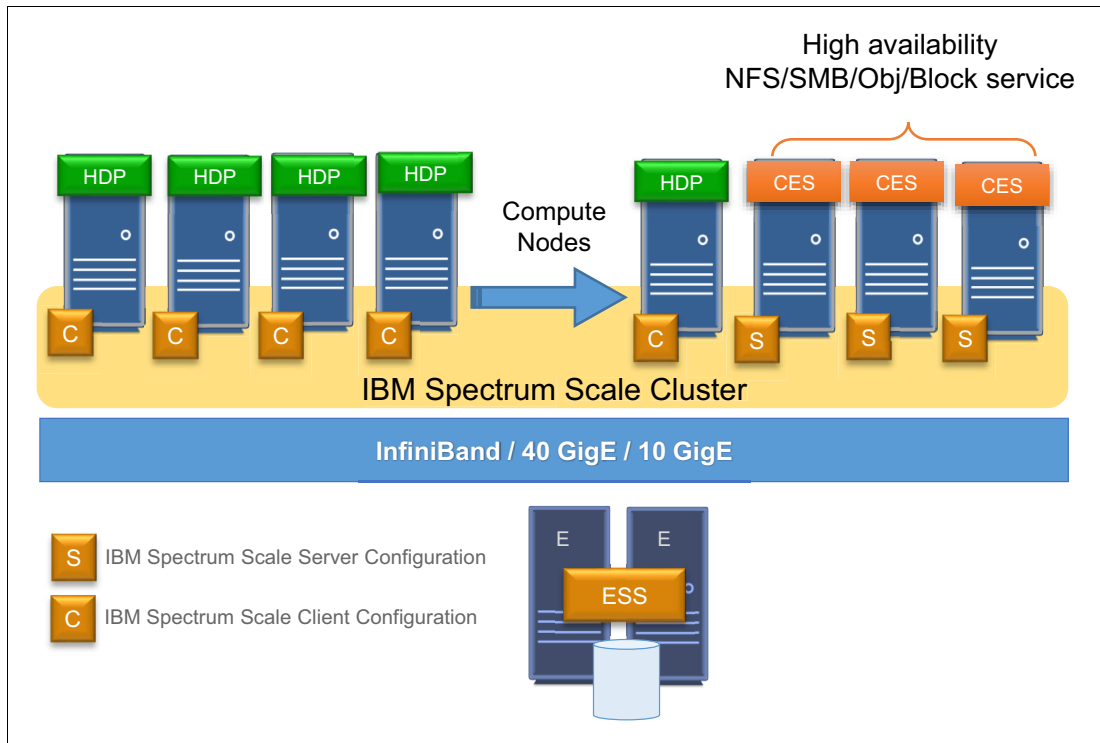 High availability
NFS/SMB/Obj/Block service
HDP
HDP
HDP
HDP
HDP
CES
CES
CES
Compute
Nodes
C
C
C
C
C
S
S
S
IBM Spectrum Scale Cluster
InfiniBand / 40 GigE / 10 GigE
E
E
S
IBM Spectrum Scale Server Configuration
ESS
C
IBM Spectrum Scale Client Configuration